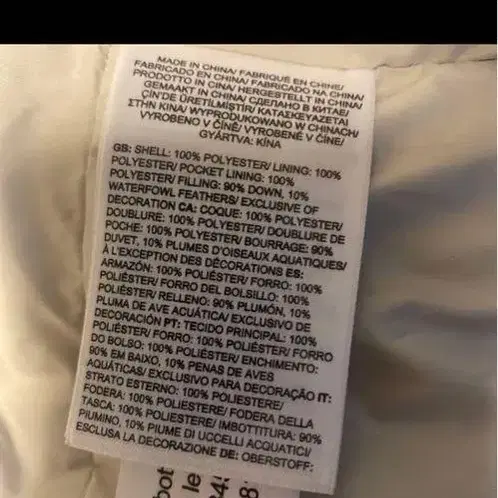 MADE IN CHINA/ FABRIQUÉ EN CHINE/
FABRICADO EN CHINA/ FABRICADO NA CHINA/
PRODOTTO IN CINA/ HERGESTELLT IN CHINA/
GEMAAKT IN CHINA/ СДЕЛАНО В КИТАЕ/
ÇİN'DE ÜRETİLMİŞTİR/ ΚΑΤΑΣΚΕΥΑΖΕΤΑΙ
ΣΤΗΝ ΚΙΝΑ/ WYPRODUKOWANO W CHINACH/
VYROBENO V ČÍNĚ/ VYROBENÉ V ČÍNE/
GYÁRTVA: KÍNA
GB: SHELL: 100% POLYESTER/ LINING: 100%
POLYESTER/ POCKET LINING: 100%
POLYESTER/ FILLING: 90% DOWN, 10%
WATERFOWL FEATHERS/ EXCLUSIVE OF
DECORATION CA: COQUE: 100% POLYESTER/
DOUBLURE: 100% POLYESTER/ DOUBLURE DE
POCHE: 100% POLYESTER/ BOURRAGE: 90%
DUVET, 10% PLUMES D'OISEAUX AQUATIQUES/
À L'EXCEPTION DES DÉCORATIONS ES:
ARMAZÓN: 100% POLIÉSTER/ FORRO: 100%
POLIÉSTER/ FORRO DEL BOLSILLO: 100%
POLIÉSTER/ RELLENO: 90% PLUMÓN, 10%
PLUMA DE AVE ACUÁTICA/ EXCLUSIVO DE
DECORACIÓN PT: TECIDO PRINCIPAL: 100%
POLIÉSTER/ FORRO: 100% POLIÉSTER/ FORRO
DO BOLSO: 100% POLIÉSTER/ ENCHIMENTO:
90% EM BAIXO, 10% PENAS DE AVES
AQUÁTICAS/ EXCLUSIVO PARA DECORAÇÃO IT:
STRATO ESTERNO: 100% POLIESTERE/
FODERA: 100% POLIESTERE/ FODERA DELLA
TASCA: 100% POLIESTERE/ IMBOTTITURA: 90%
PIUMINO, 10% PIUME DI UCCELLI ACQUATICI/
ESCLUSA LA DECORAZIONE DE: OBERSTOFF: